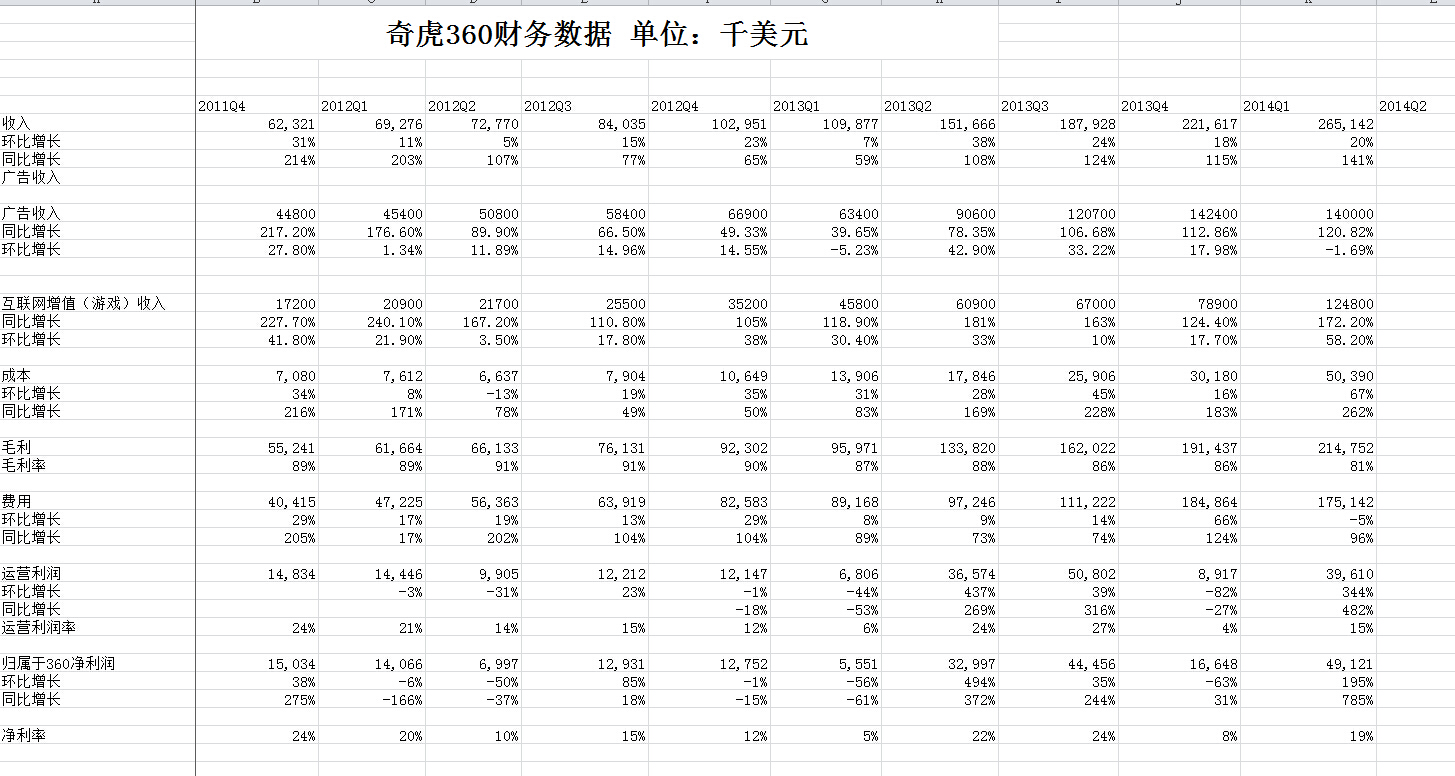 奇虎360财务数据 单位：千美元
2011Q4 2012Q1 2012Q2 2012Q3 2012Q4 2013Q1 2013Q2 2013Q3 2013Q4 2014Q1 2014Q2
收入 62,321 69,276 72,770 84,035 102,951 109,877 151,666 187,928 221,617 265,142
环比增长 31% 11% 5% 15% 23% 7% 38% 24% 18% 20%
同比增长 214% 203% 107% 77% 65% 59% 108% 124% 115% 141%
广告收入
广告收入 44800 45400 50800 58400 66900 63400 90600 120700 142400 140000
同比增长 217.20% 176.60% 89.90% 66.50% 49.33% 39.65% 78.35% 106.68% 112.86% 120.82%
环比增长 27.80% 1.34% 11.89% 14.96% 14.55% -5.23% 42.90% 33.22% 17.98% -1.69%
互联网增值（游戏）收入 17200 20900 21700 25500 35200 45800 60900 67000 78900 124800
同比增长 227.70% 240.10% 167.20% 110.80% 105% 118.90% 181% 163% 124.40% 172.20%
环比增长 41.80% 21.90% 3.50% 17.80% 38% 30.40% 33% 10% 17.70% 58.20%
成本 7,080 7,612 6,637 7,904 10,649 13,906 17,846 25,906 30,180 50,390
环比增长 34% 8% -13% 19% 35% 31% 28% 45% 16% 67%
同比增长 216% 171% 78% 49% 50% 83% 169% 228% 183% 262%
毛利 55,241 61,664 66,133 76,131 92,302 95,971 133,820 162,022 191,437 214,752
毛利率 89% 89% 91% 91% 90% 87% 88% 86% 86% 81%
费用 40,415 47,225 56,363 63,919 82,583 89,168 97,246 111,222 184,864 175,142
环比增长 29% 17% 19% 13% 29% 8% 9% 14% 66% -5%
同比增长 205% 17% 202% 104% 104% 89% 73% 74% 124% 96%
运营利润 14,834 14,446 9,905 12,212 12,147 6,806 36,574 50,802 8,917 39,610
环比增长 -3% -31% 23% -1% -44% 437% 39% -82% 344%
同比增长 -18% -53% 269% 316% -27% 482%
运营利润率 24% 21% 14% 15% 12% 6% 24% 27% 4% 15%
归属于360净利润 15,034 14,066 6,997 12,931 12,752 5,551 32,997 44,456 16,648 49,121
环比增长 38% -6% -50% 85% -1% -56% 494% 35% -63% 195%
同比增长 275% -166% -37% 18% -15% -61% 372% 244% 31% 785%
净利率 24% 20% 10% 15% 12% 5% 22% 24% 8% 19%